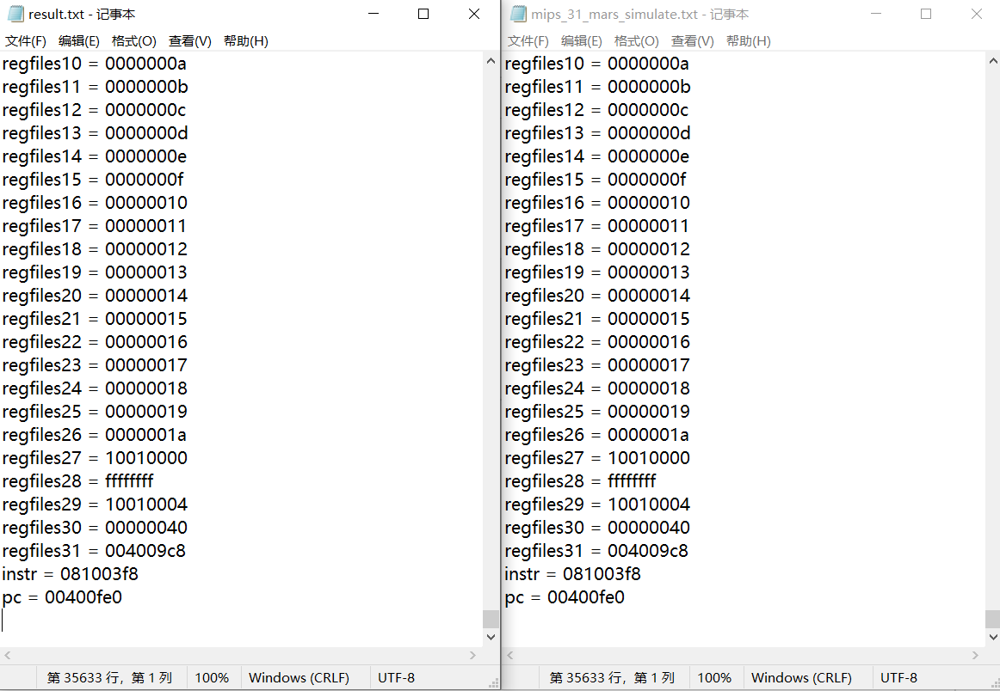 result.txt - 记事本
文件(F) 编辑(E) 格式(O) 查看(V) 帮助(H)
regfiles10 = 0000000a
regfiles11 = 0000000b
regfiles12 = 0000000c
regfiles13 = 0000000d
regfiles14 = 0000000e
regfiles15 = 0000000f
regfiles16 = 00000010
regfiles17 = 00000011
regfiles18 = 00000012
regfiles19 = 00000013
regfiles20 = 00000014
regfiles21 = 00000015
regfiles22 = 00000016
regfiles23 = 00000017
regfiles24 = 00000018
regfiles25 = 00000019
regfiles26 = 0000001a
regfiles27 = 10010000
regfiles28 = ffffffff
regfiles29 = 10010004
regfiles30 = 00000040
regfiles31 = 004009c8
instr = 081003f8
pc = 00400fe0
第 35633 行，第 1 列 100% Windows (CRLF) UTF-8
mips_31_mars_simulate.txt - 记事本
文件(F) 编辑(E) 格式(O) 查看(V) 帮助(H)
regfiles10 = 0000000a
regfiles11 = 0000000b
regfiles12 = 0000000c
regfiles13 = 0000000d
regfiles14 = 0000000e
regfiles15 = 0000000f
regfiles16 = 00000010
regfiles17 = 00000011
regfiles18 = 00000012
regfiles19 = 00000013
regfiles20 = 00000014
regfiles21 = 00000015
regfiles22 = 00000016
regfiles23 = 00000017
regfiles24 = 00000018
regfiles25 = 00000019
regfiles26 = 0000001a
regfiles27 = 10010000
regfiles28 = ffffffff
regfiles29 = 10010004
regfiles30 = 00000040
regfiles31 = 004009c8
instr = 081003f8
pc = 00400fe0
第 35633 行，第 1 列 100% Windows (CRLF) UTF-8